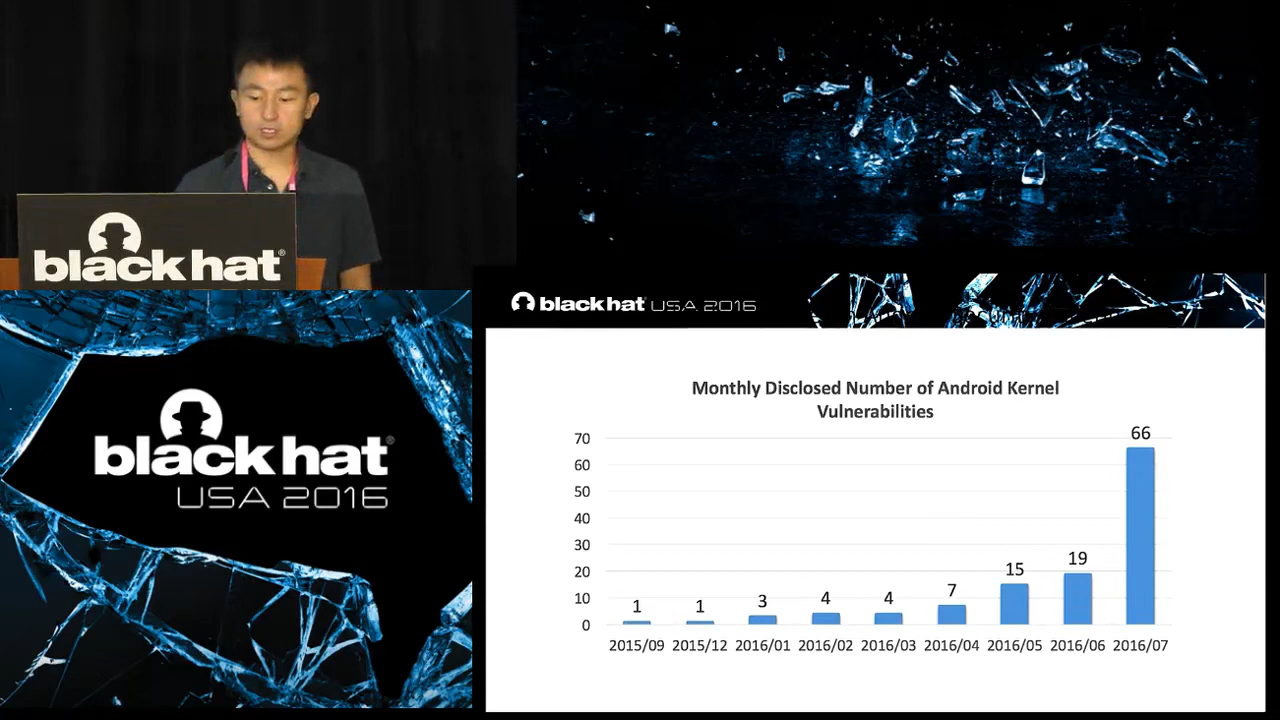 black hat®
black hat®
USA 2016
black hat® USA 2016
Monthly Disclosed Number of Android Kernel
Vulnerabilities
70
60
50
40
30
20
10
0
1
1
3
4
4
7
15
19
66
2015/09 2015/12 2016/01 2016/02 2016/03 2016/04 2016/05 2016/06 2016/07